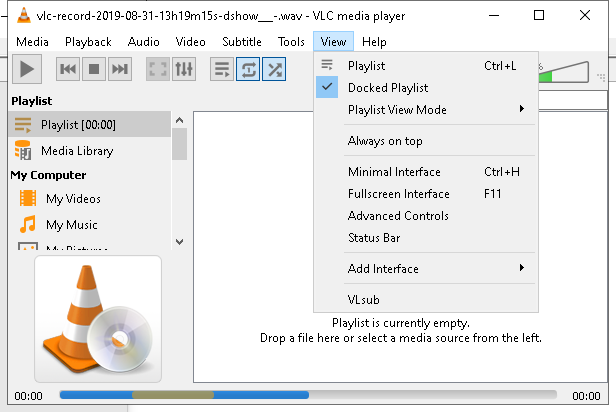 vlc-record-2019-08-31-13h19m15s-dshow__-.wav - VLC media player
Media Playback Audio Video Subtitle Tools View Help
%
Playlist
Playlist [00:00]
Media Library
My Computer
My Videos
My Music
My Pictures
Playlist Ctrl+L
Docked Playlist
Playlist View Mode
Always on top
Minimal Interface Ctrl+H
Fullscreen Interface F11
Advanced Controls
Status Bar
Add Interface
VLsub
Playlist is currently empty.
Drop a file here or select a media source from the left.
00:00 00:00